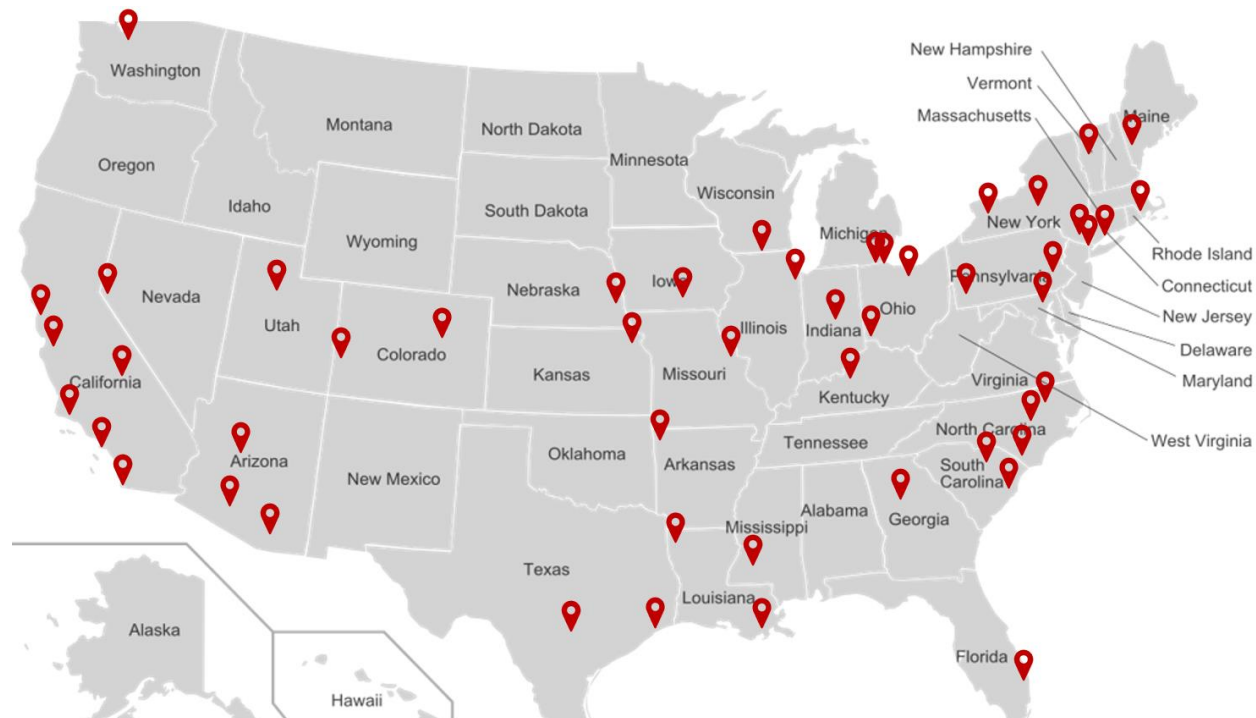 New Hampshire
Washington
Vermont
Maine
Massachusetts
Montana
North Dakota
Minnesota
Oregon
Wisconsin
Idaho
South Dakota
New York
Michigan
Wyoming
Rhode Island
Pennsylvania
Iowa
Connecticut
Nebraska
Nevada
Ohio
New Jersey
Utah
Illinois
Indiana
Colorado
Delaware
Kansas
Missouri
Virginia
Maryland
California
Kentucky
North Carolina
West Virginia
Tennessee
Oklahoma
Arizona
Arkansas
South
Carolina
New Mexico
Alabama
Georgia
Mississippi
Texas
Louisiana
Alaska
Florida
Hawaii